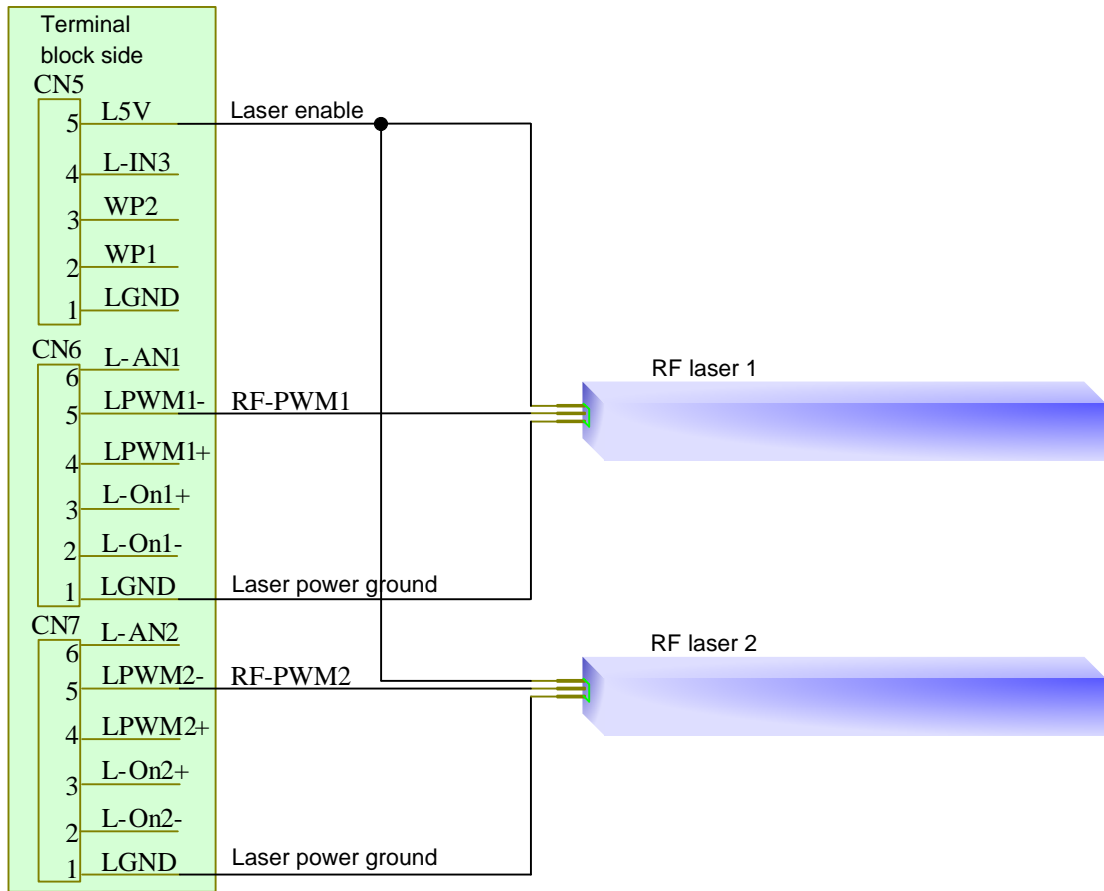 Terminal
block side
CN5
5 L5V Laser enable
4 L-IN3
3 WP2
2 WP1
1 LGND
CN6
6 L-AN1
RF laser 1
5 LPWM1- RF-PWM1
4 LPWM1+
3 L-On1+
2 L-On1-
1 LGND Laser power ground
CN7
6 L-AN2
RF laser 2
5 LPWM2- RF-PWM2
4 LPWM2+
3 L-On2+
2 L-On2-
1 LGND Laser power ground